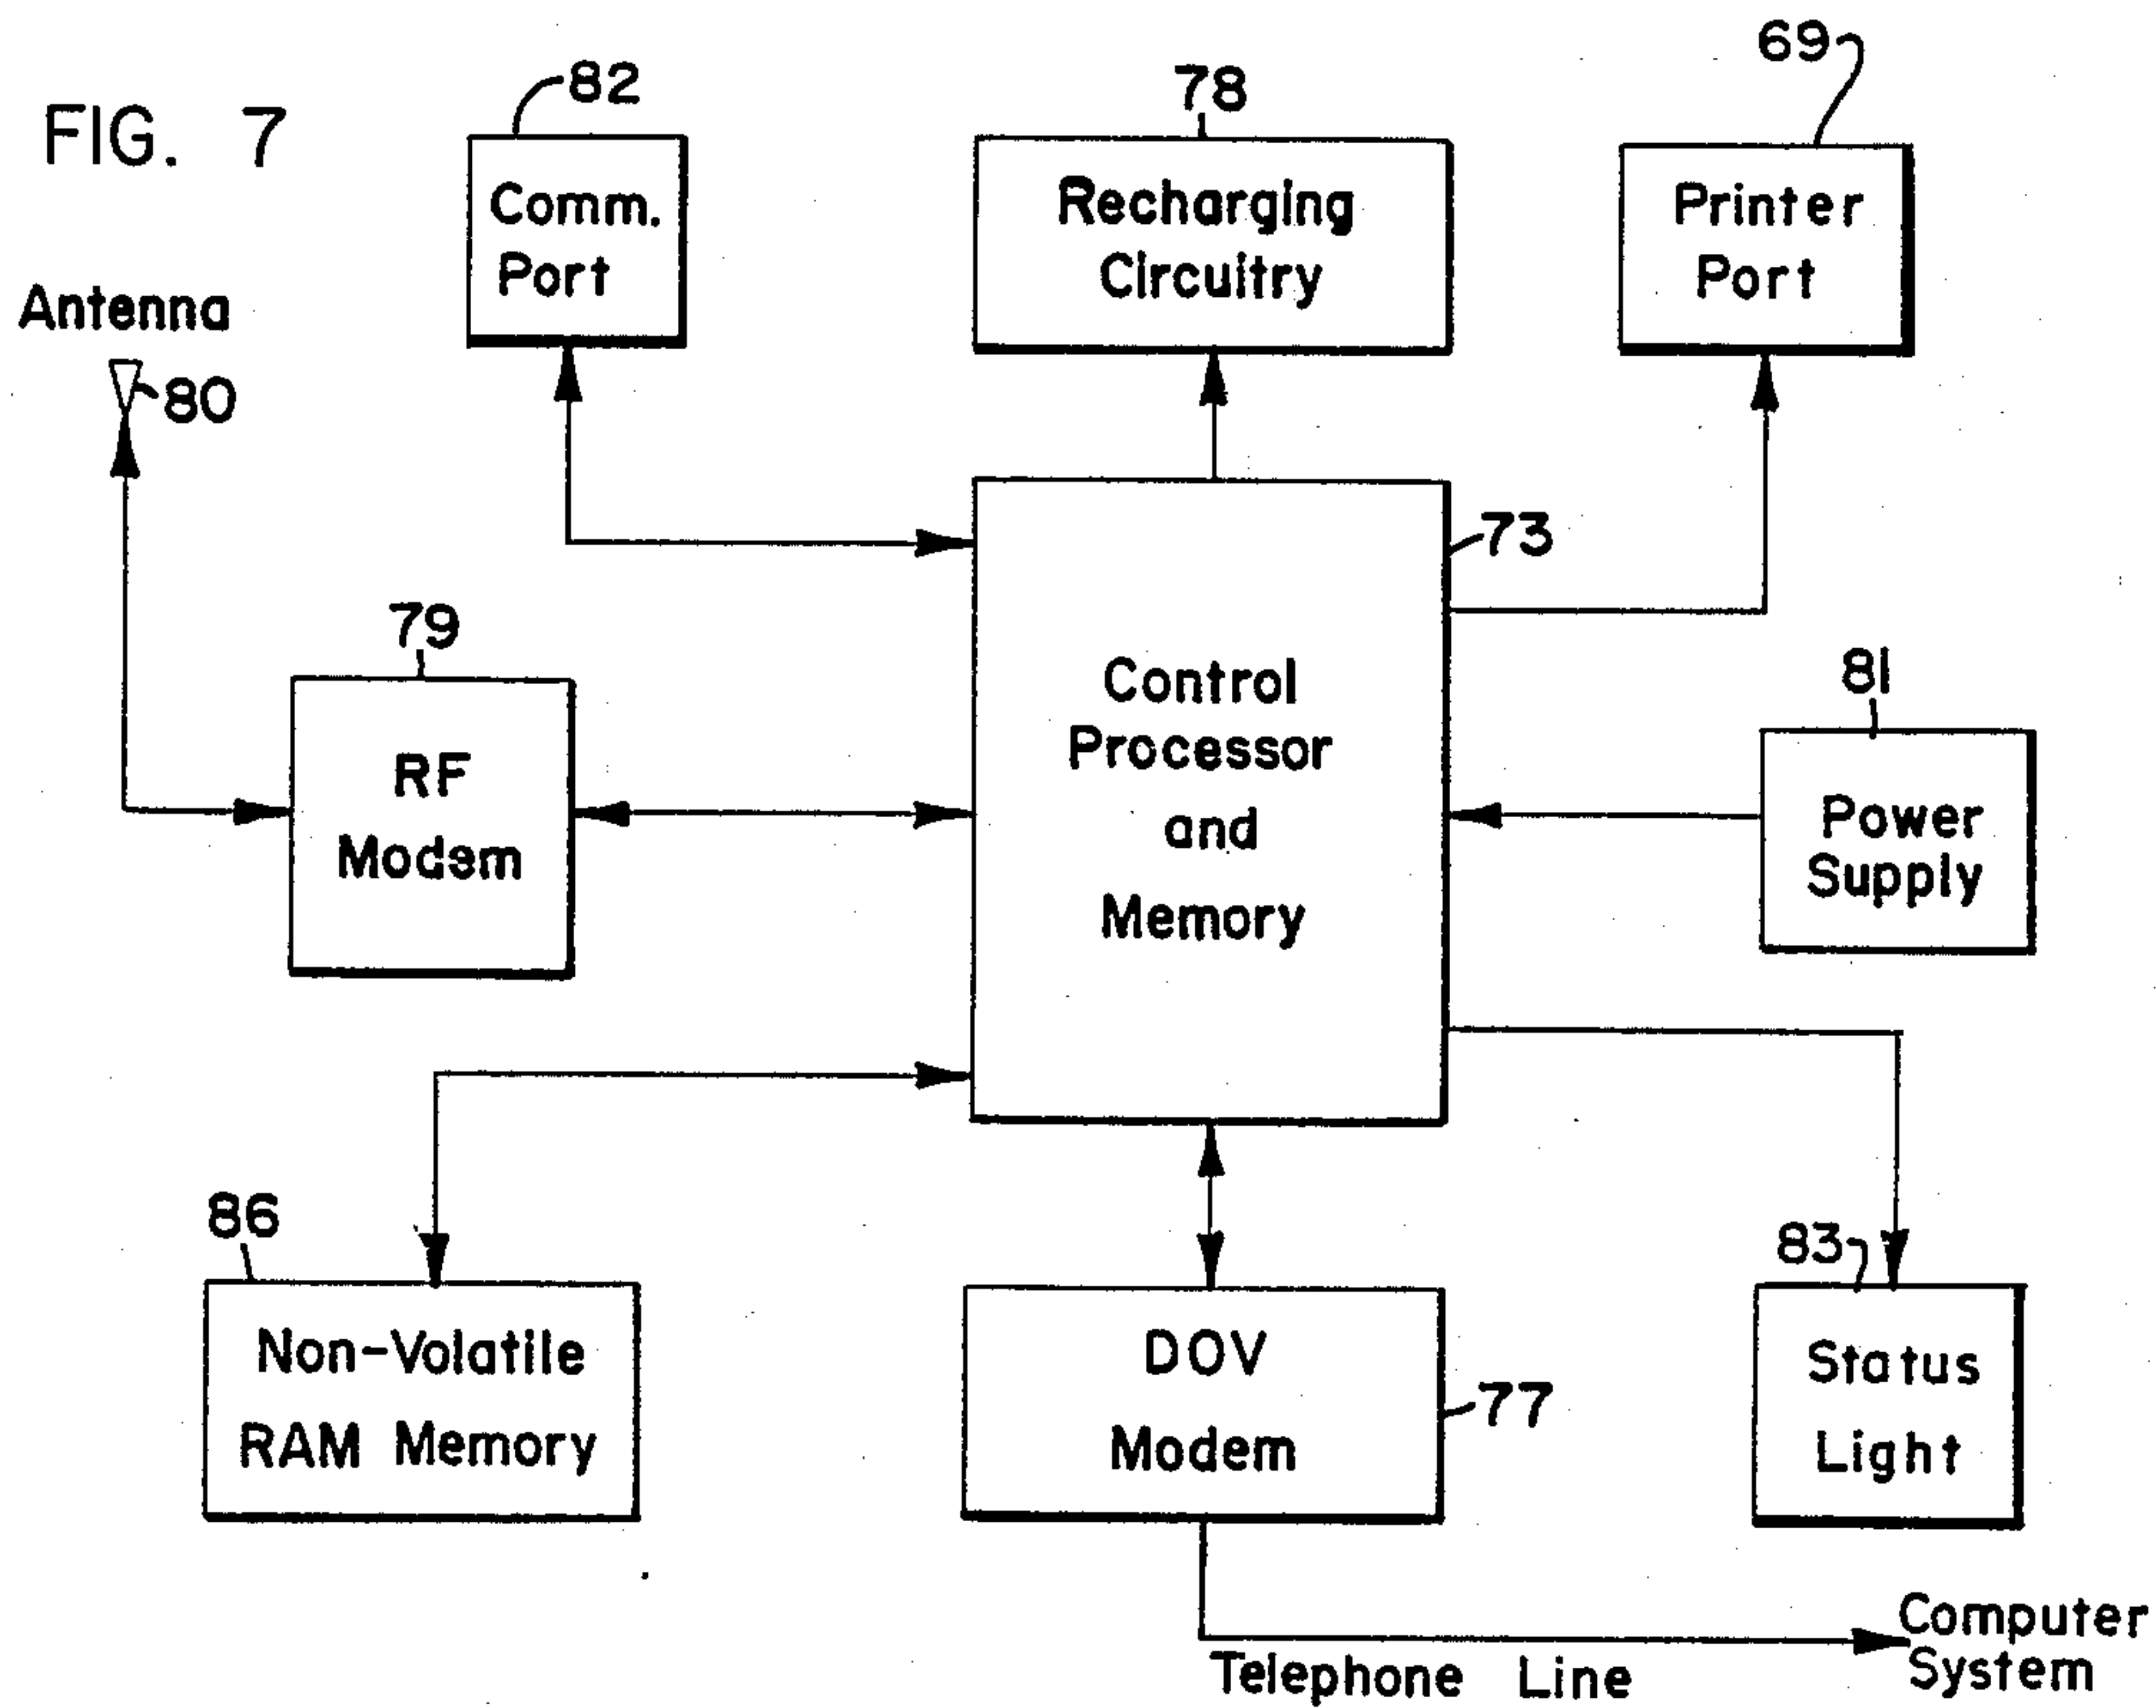 FIG. 7
82
Comm.
Port
78
Recharging
Circuitry
69
Printer
Port
Antenna
80
73
Control
Processor
and
Memory
79
RF
Modem
81
Power
Supply
86
Non-Volatile
RAM Memory
DOV
Modem
77
83
Status
Light
Telephone Line
Computer
System